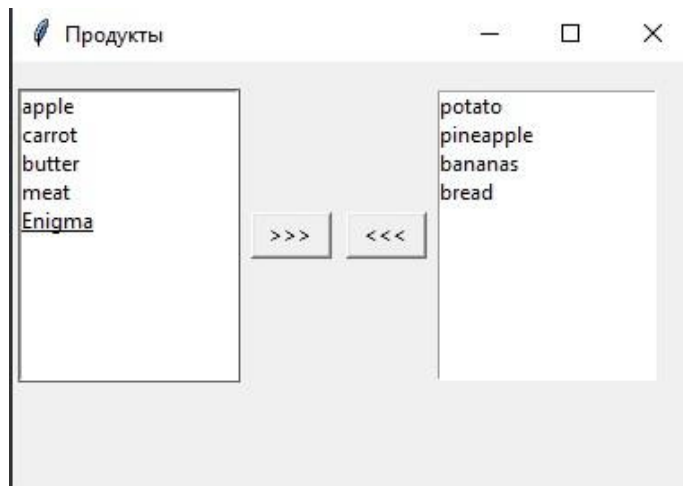 Продукты
apple
carrot
butter
meat
Enigma
>>>
<<<
potato
pineapple
bananas
bread